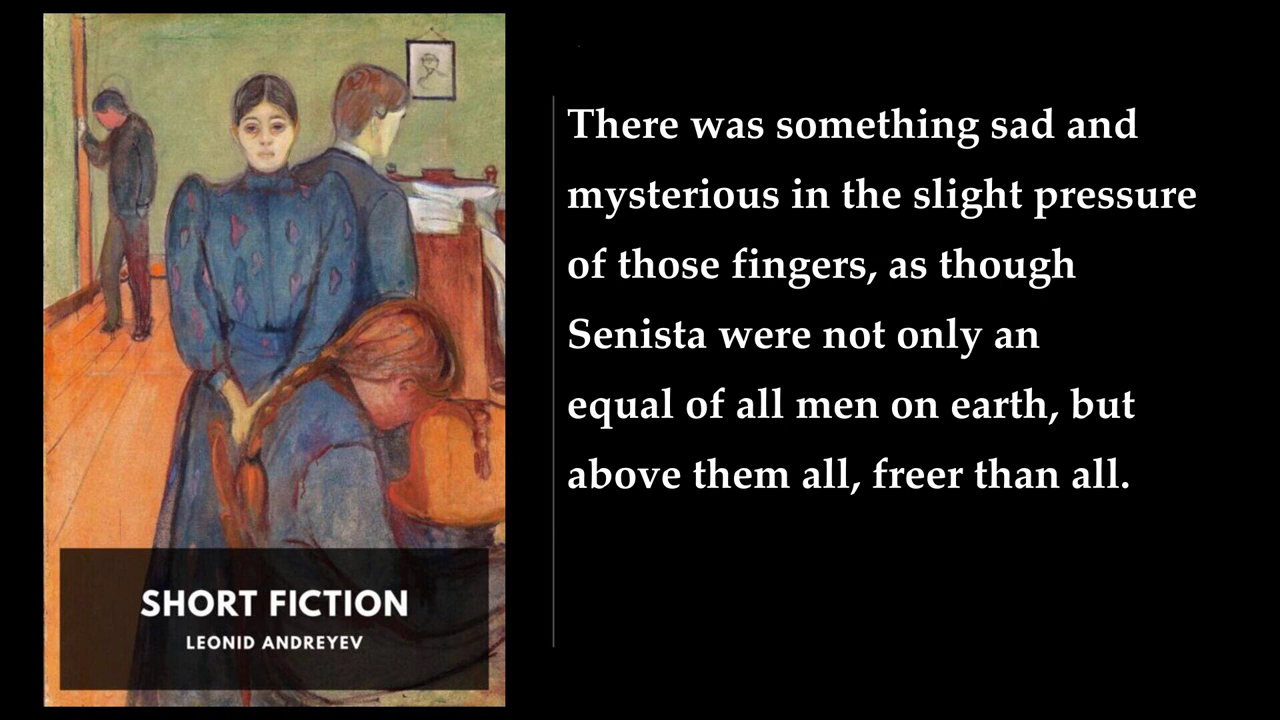 There was something sad and
mysterious in the slight pressure
of those fingers, as though
Senista were not only an
equal of all men on earth, but
above them all, freer than all.
SHORT FICTION
LEONID ANDREYEV